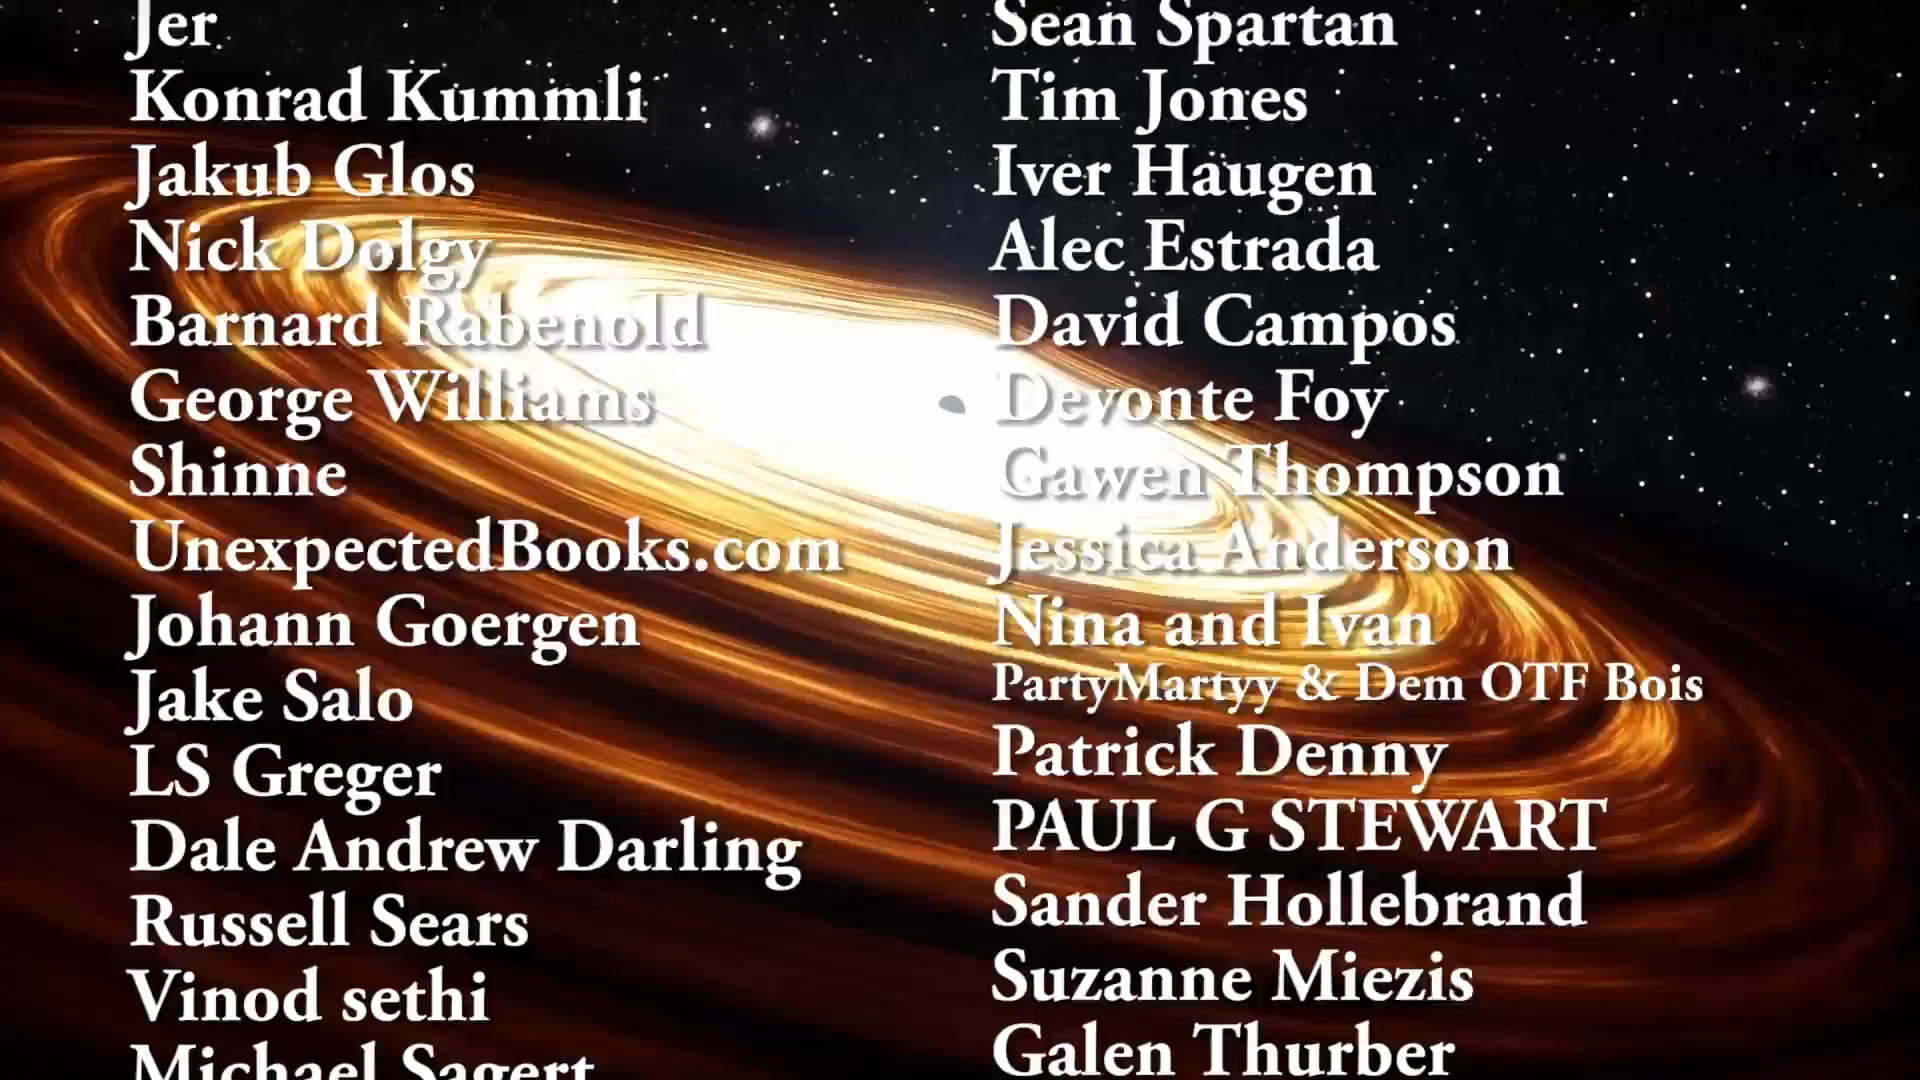 Jer
Konrad Kummli
Jakub Glos
Nick Dolgy
Barnard Rabenold
George Williams
Shinne
UnexpectedBooks.com
Johann Goergen
Jake Salo
LS Greger
Dale Andrew Darling
Russell Sears
Vinod sethi
Michael Sagert
Sean Spartan
Tim Jones
Iver Haugen
Alec Estrada
David Campos
Devonte Foy
Gawen Thompson
Jessica Anderson
Nina and Ivan
PartyMartyy & Dem OTF Bois
Patrick Denny
PAUL G STEWART
Sander Hollebrand
Suzanne Miezis
Galen Thurber